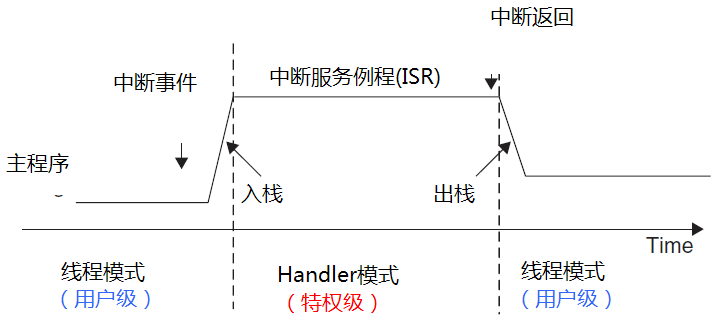 中断返回
中断事件
中断服务例程(ISR)
主程序
入栈
出栈
Time
线程模式
（用户级）
Handler模式
（特权级）
线程模式
（用户级）